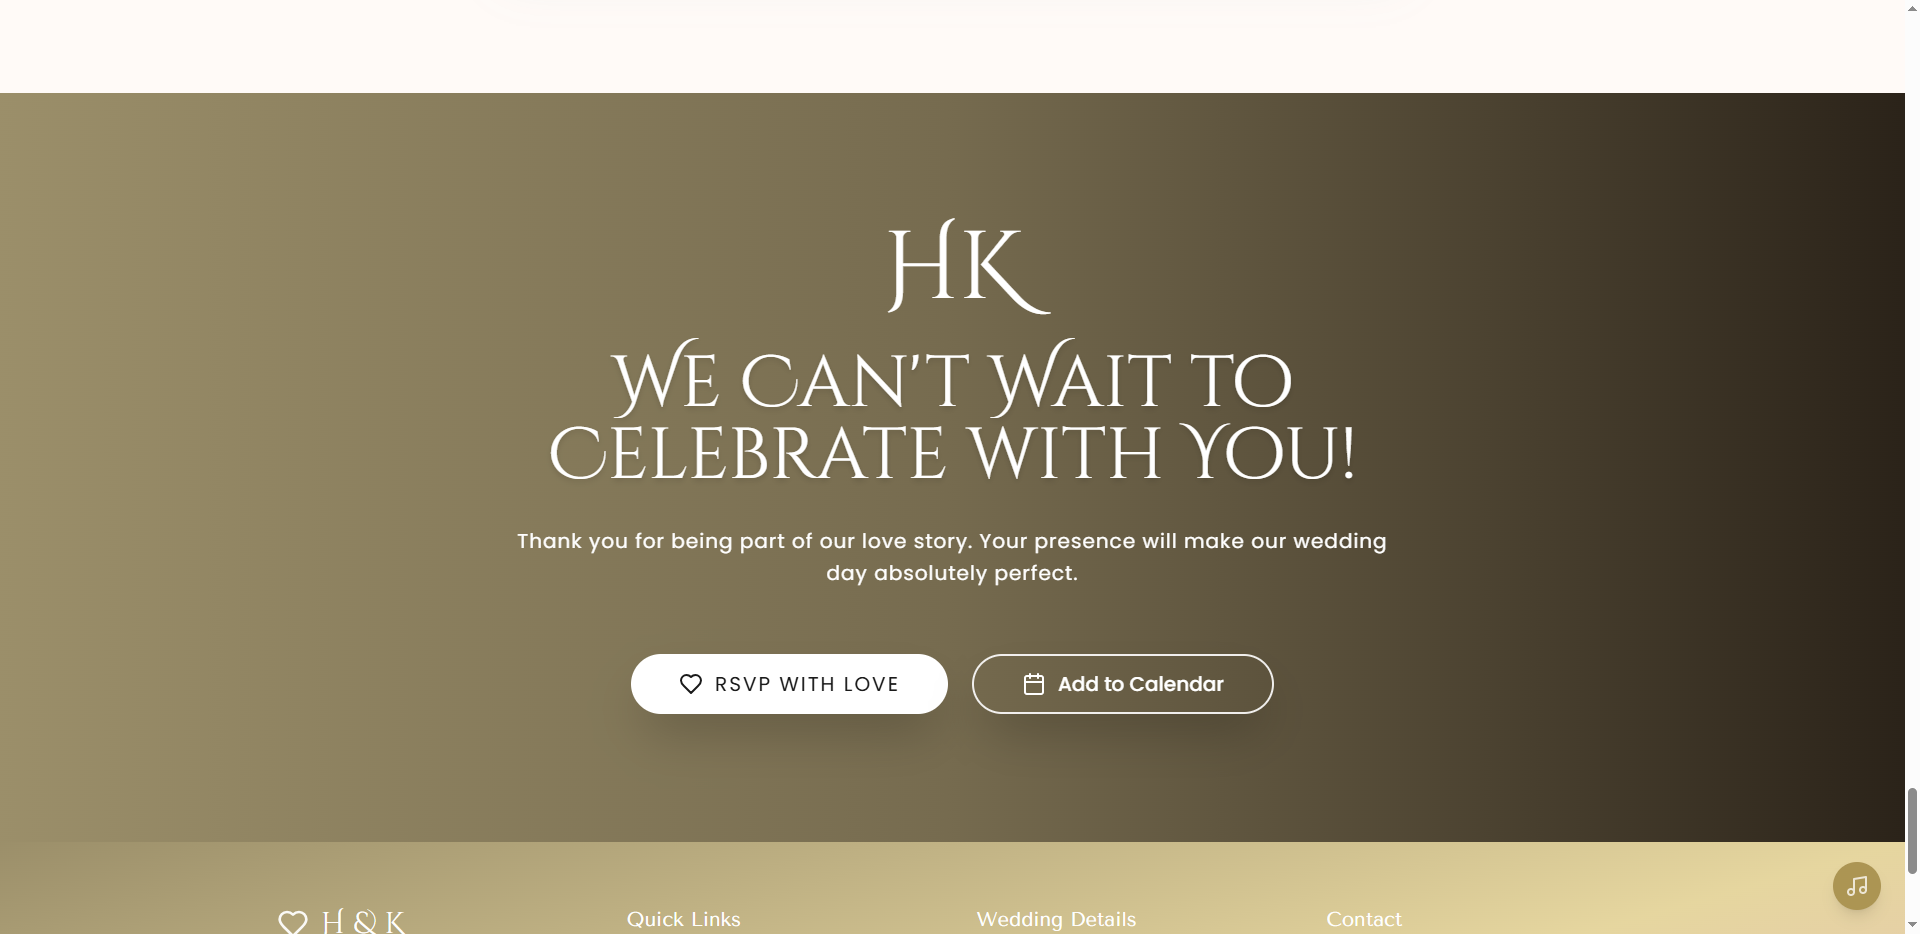 HK
We Can't Wait to
Celebrate with You!
Thank you for being part of our love story. Your presence will make our wedding
day absolutely perfect.
RSVP WITH LOVE
Add to Calendar
H & K
Quick Links
Wedding Details
Contact